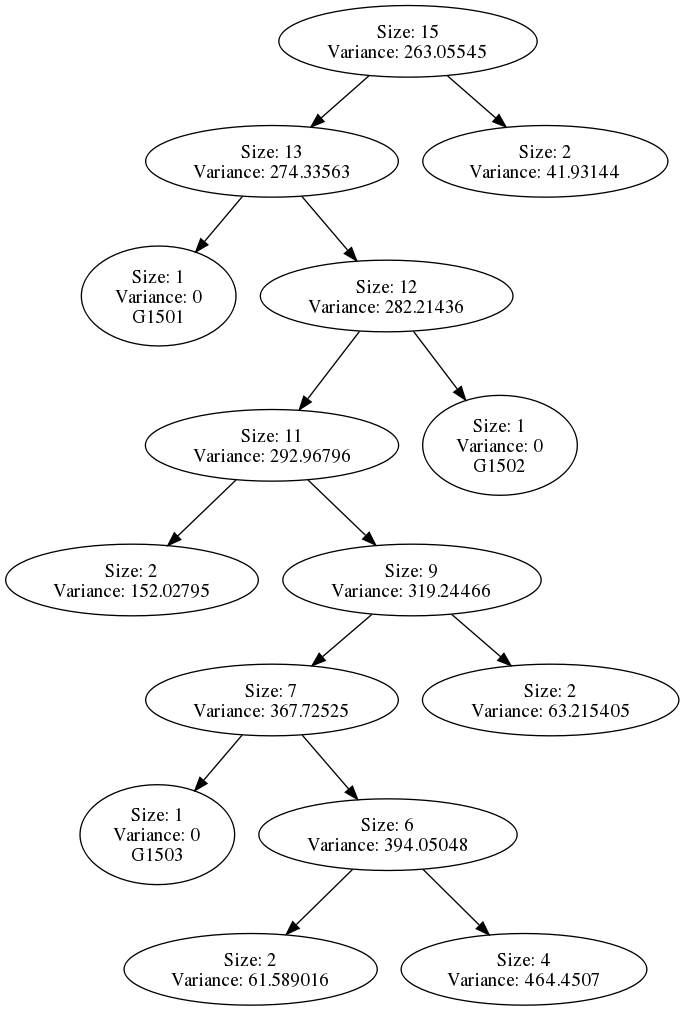 Size: 15
Variance: 263.05545
Size: 13
Variance: 274.33563
Size: 2
Variance: 41.93144
Size: 1
Variance: 0
G1501
Size: 12
Variance: 282.21436
Size: 11
Variance: 292.96796
Size: 1
Variance: 0
G1502
Size: 2
Variance: 152.02795
Size: 9
Variance: 319.24466
Size: 7
Variance: 367.72525
Size: 2
Variance: 63.215405
Size: 1
Variance: 0
G1503
Size: 6
Variance: 394.05048
Size: 2
Variance: 61.589016
Size: 4
Variance: 464.4507